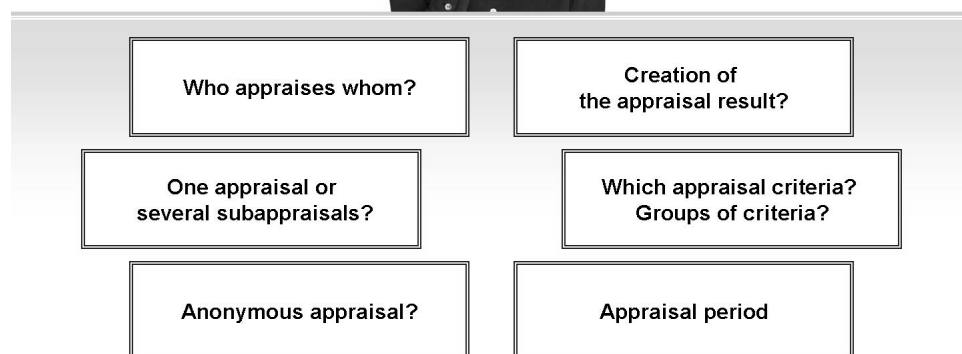 Who appraises whom?
Creation of
the appraisal result?
One appraisal or
several subappraisals?
Which appraisal criteria?
Groups of criteria?
Anonymous appraisal?
Appraisal period